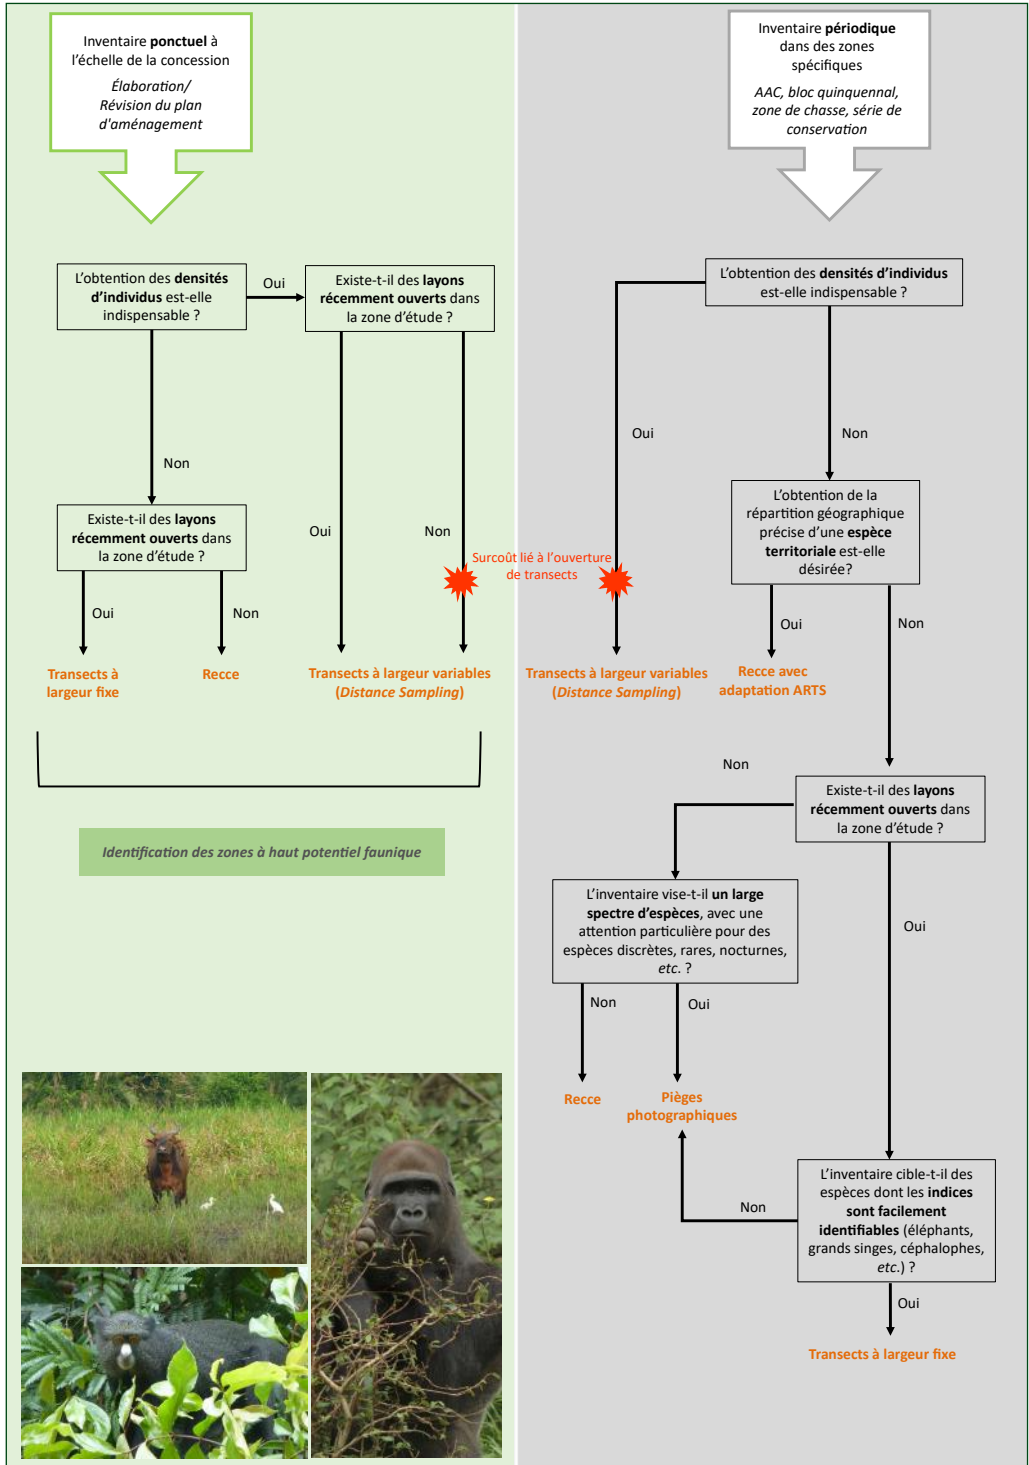 Inventaire ponctuel à
l'échelle de la concession
Élaboration/
Révision du plan
d'aménagement
L'obtention des densités
d'individus est-elle
indispensable ?
Oui
Existe-t-il des layons
récemment ouverts dans
la zone d'étude ?
Non
Oui
Non
Existe-t-il des layons
récemment ouverts dans
la zone d'étude ?
Oui
Non
Transects à
largeur fixe
Recce
Transects à largeur variables
(Distance Sampling)
Surcoût lié à l'ouverture
de transects
Identification des zones à haut potentiel faunique
Inventaire périodique
dans des zones
spécifiques
AAC, bloc quinquennal,
zone de chasse, série de
conservation
L'obtention des densités d'individus
est-elle indispensable ?
Oui
Non
L'obtention de la
répartition géographique
précise d'une espèce
territoriale est-elle
désirée?
Oui
Non
Transects à largeur variables
(Distance Sampling)
Recce avec
adaptation ARTS
Non
Existe-t-il des layons
récemment ouverts dans
la zone d'étude ?
L'inventaire vise-t-il un large
spectre d'espèces, avec une
attention particulière pour des
espèces discrètes, rares, nocturnes,
etc. ?
Oui
Non
Oui
Recce
Pièges
photographiques
L'inventaire cible-t-il des
espèces dont les indices
sont facilement
identifiables (éléphants,
grands singes, céphalophes,
etc.) ?
Non
Oui
Transects à largeur fixe